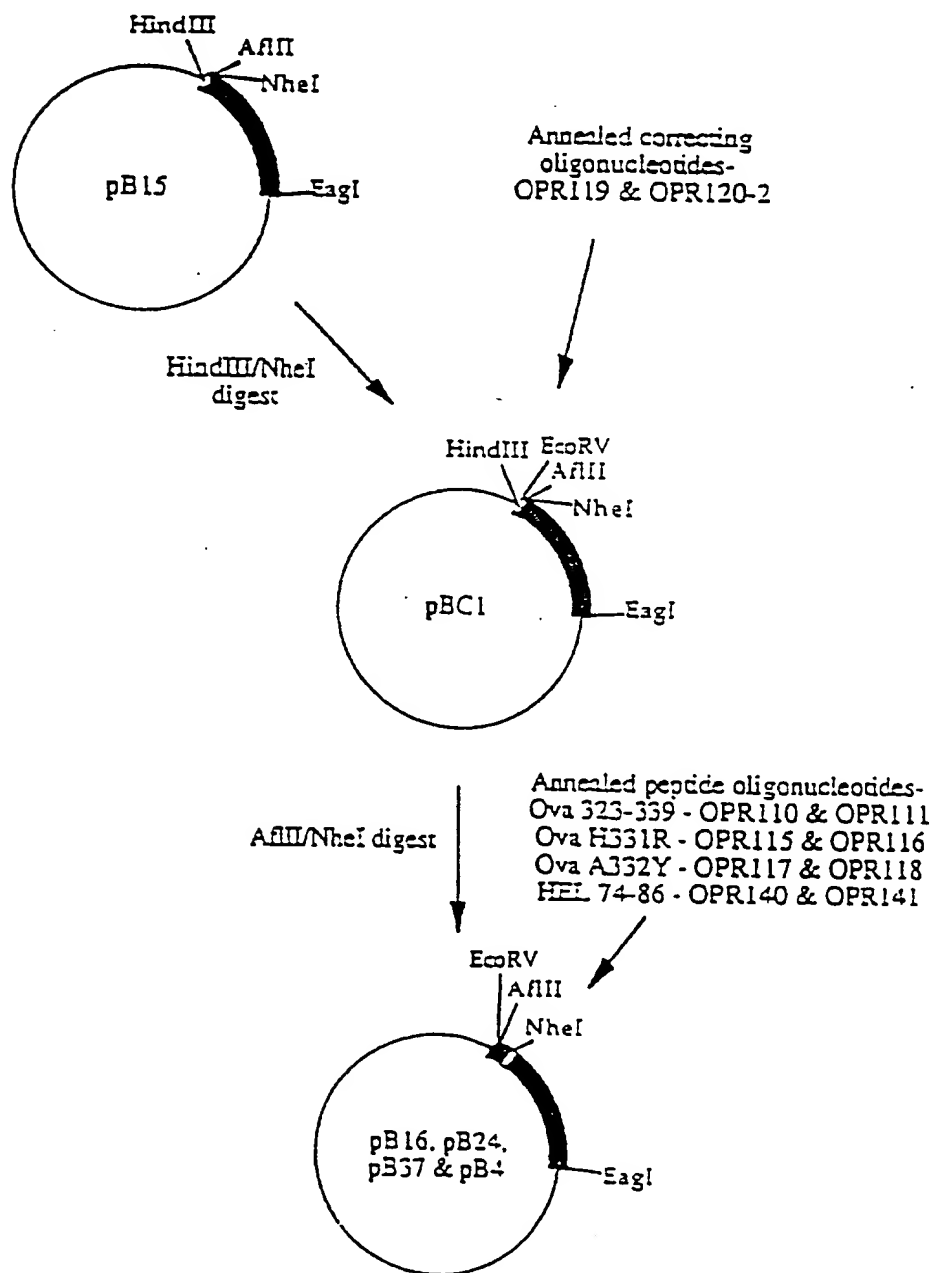 HindIII
AflII
NheI
pB15
EagI
Annealed correcting
oligonucleotides-
OPR119 & OPR120-2
HindIII/NheI
digest
HindIII
EcoRV
AflII
NheI
pBC1
EagI
AflII/NheI digest
Annealed peptide oligonucleotides-
Ova 323-339 - OPR110 & OPR111
Ova H331R - OPR115 & OPR116
Ova A332Y - OPR117 & OPR118
HEL 74-86 - OPR140 & OPR141
EcoRV
AflII
NheI
pB16, pB24,
pB37 & pB4
EagI